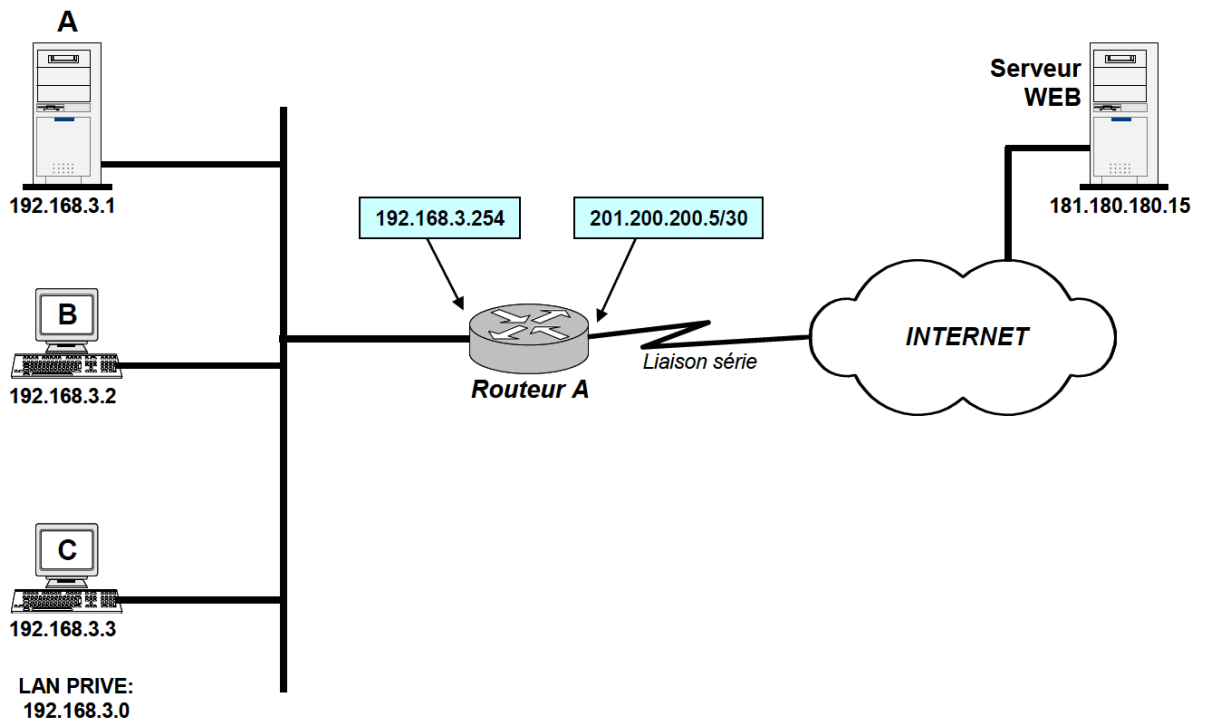 A
Serveur
WEB
192.168.3.1
181.180.180.15
192.168.3.254
201.200.200.5/30
B
192.168.3.2
Routeur A
Liaison série
INTERNET
C
192.168.3.3
LAN PRIVE:
192.168.3.0